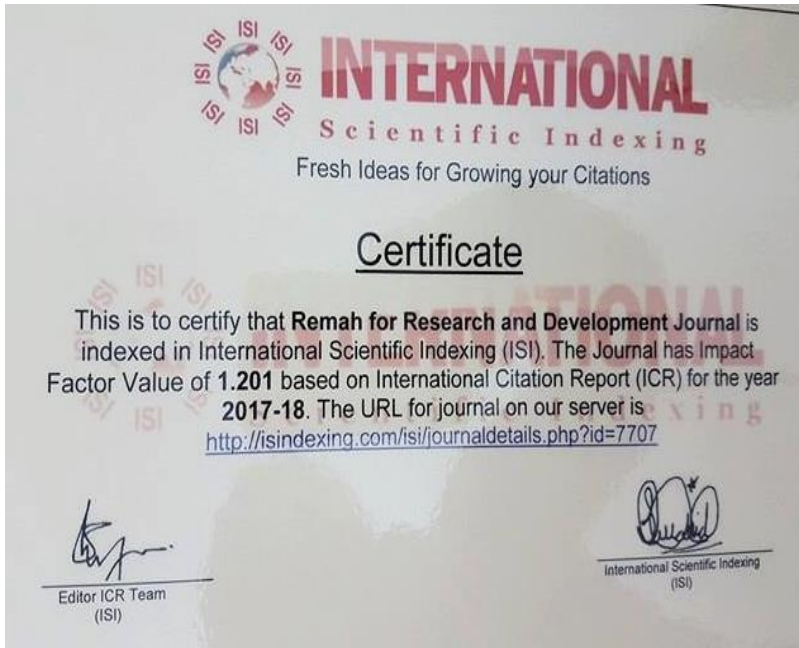 ISI ISI ISI ISI ISI ISI ISI ISI ISI
INTERNATIONAL
Scientific Indexing
Fresh Ideas for Growing your Citations
Certificate
This is to certify that Remah for Research and Development Journal is
indexed in International Scientific Indexing (ISI). The Journal has Impact
Factor Value of 1.201 based on International Citation Report (ICR) for the year
2017-18. The URL for journal on our server is
http://isindexing.com/isi/journaldetails.php?id=7707
Editor ICR Team
(ISI)
International Scientific Indexing
(ISI)